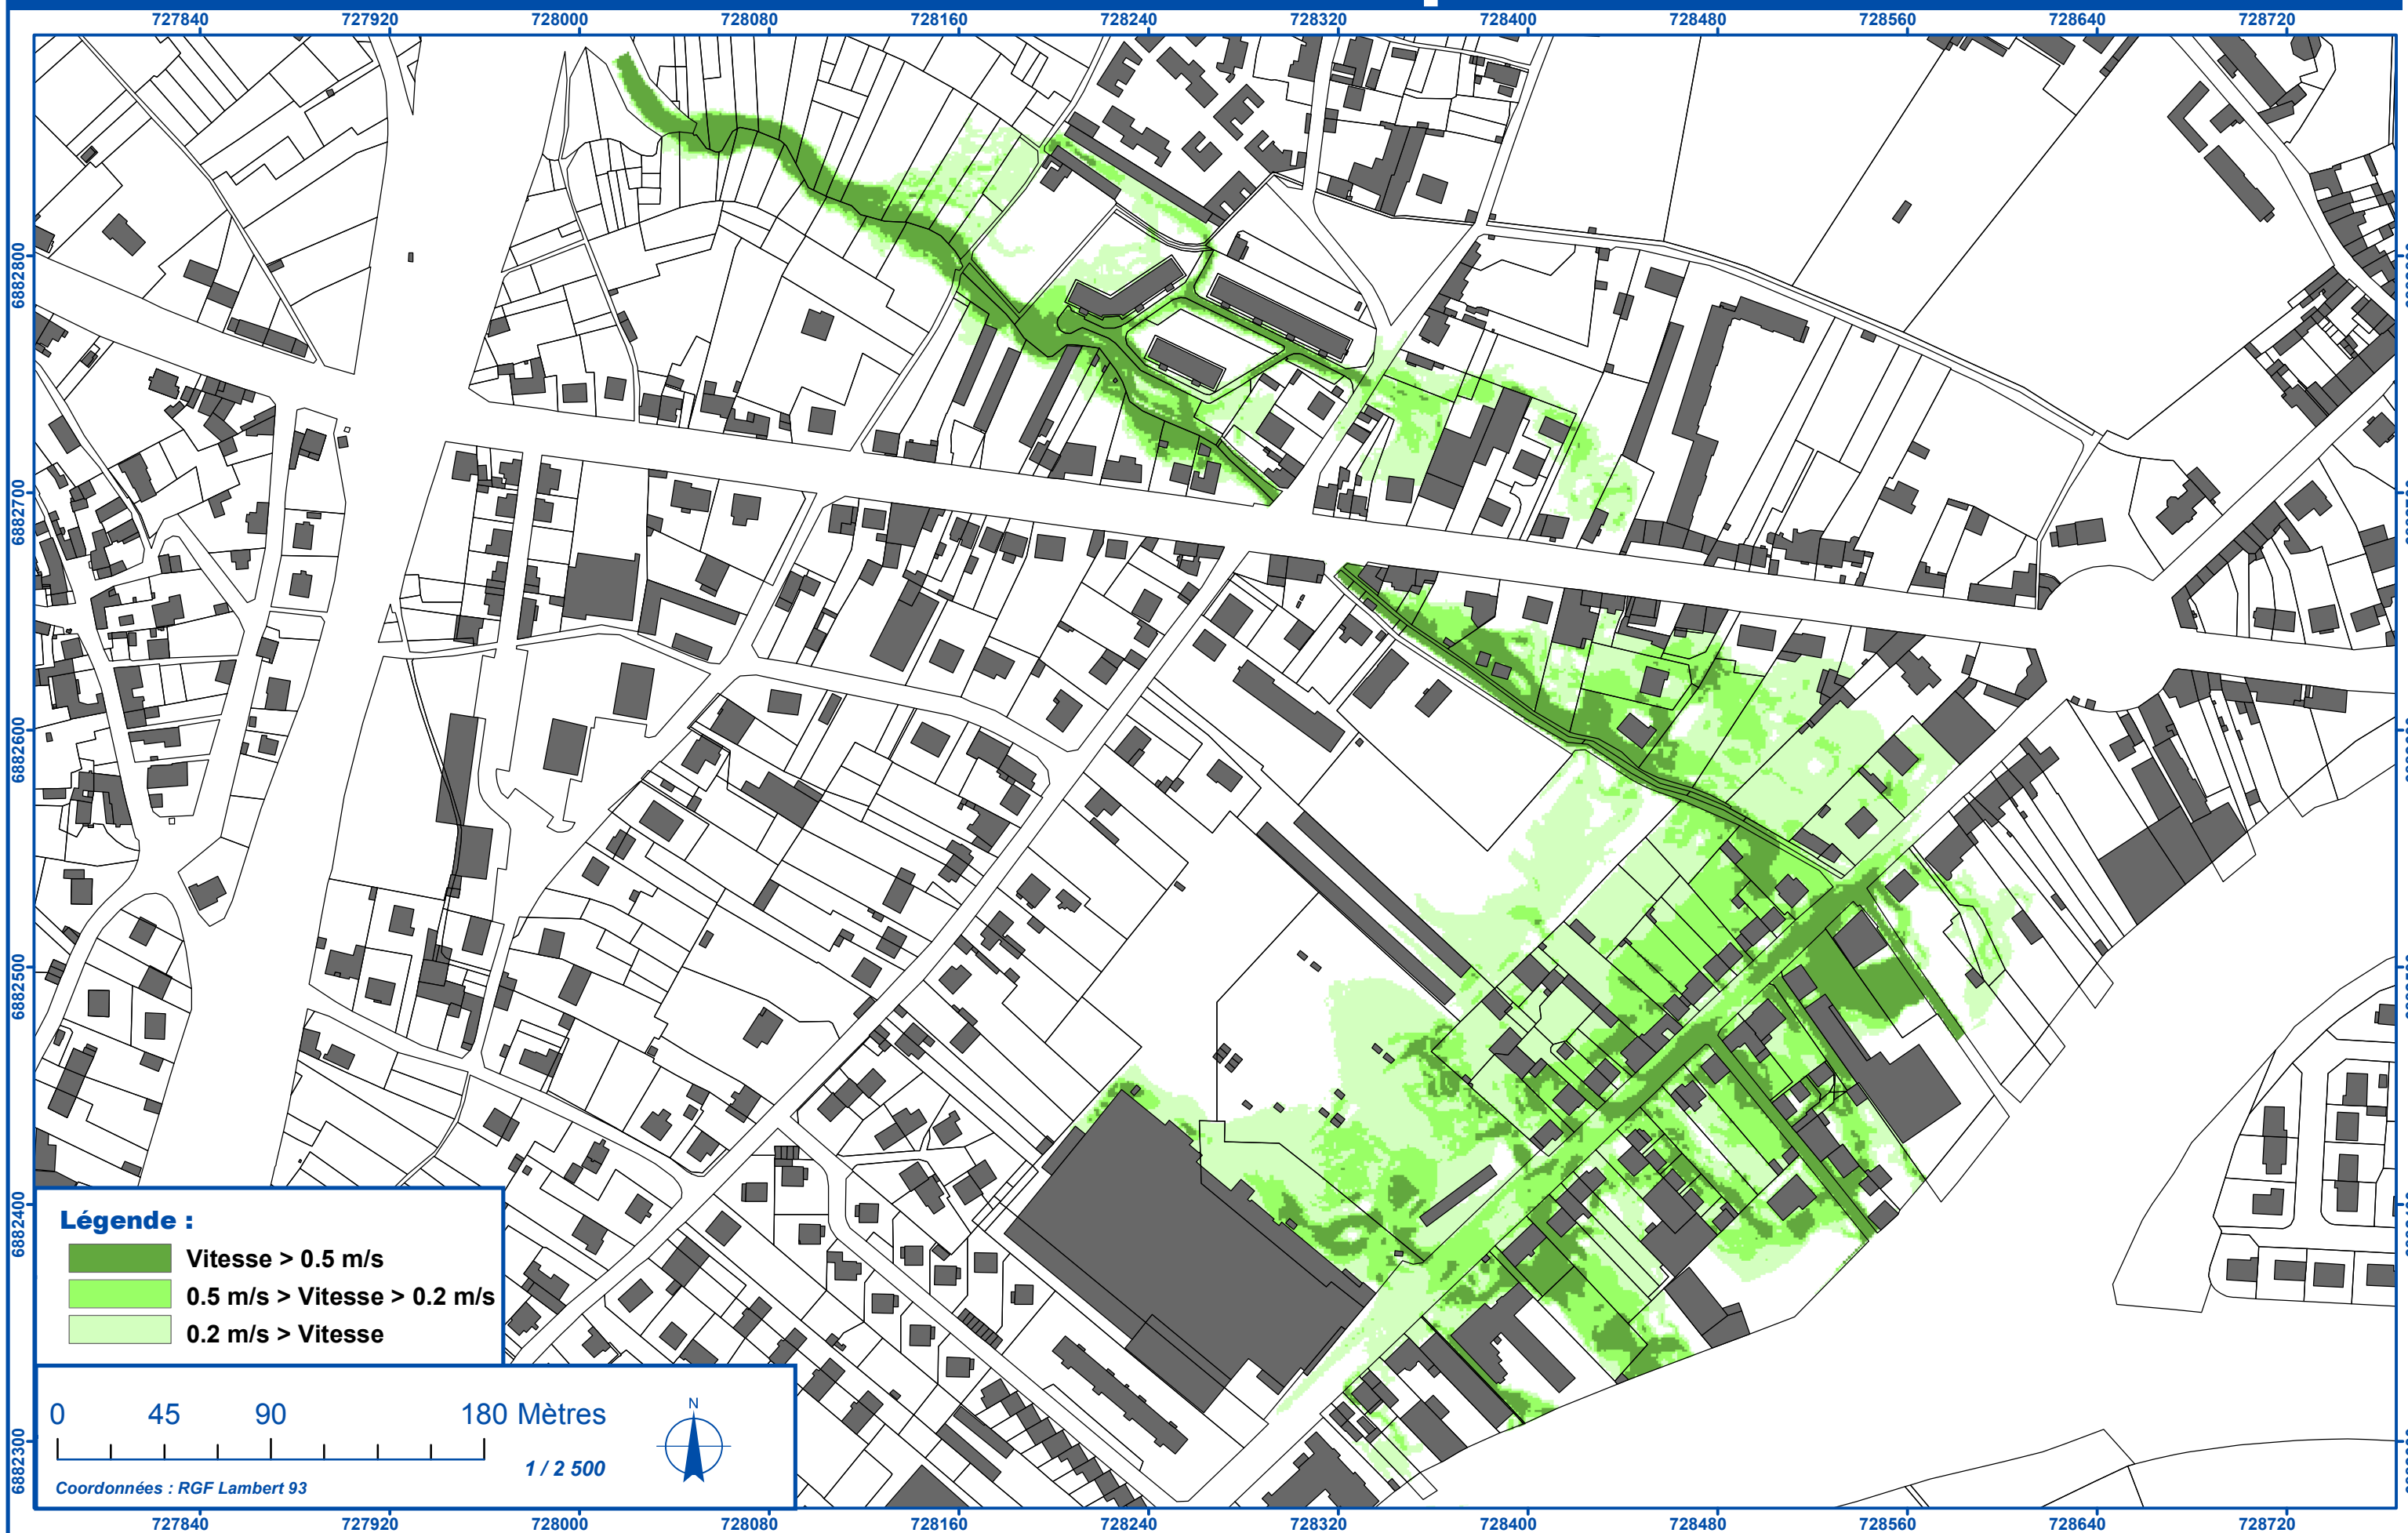 727840 727920 728000 728080 728160 728240 728320 728400 728480 728560 728640 728720
6882800
6882700
6882600
6882500
6882400
6882300
Légende :
Vitesse > 0.5 m/s
0.5 m/s > Vitesse > 0.2 m/s
0.2 m/s > Vitesse
0 45 90 180 Mètres
N
1 / 2 500
Coordonnées : RGF Lambert 93
727840 727920 728000 728080 728160 728240 728320 728400 728480 728560 728640 728720